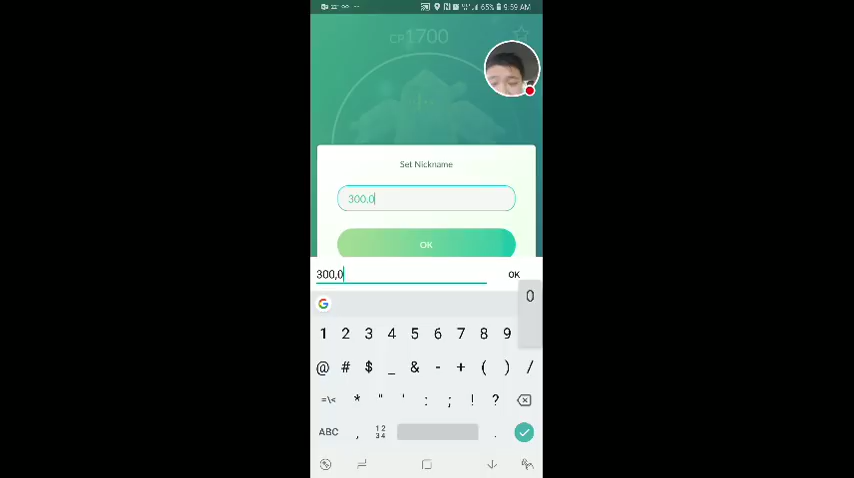 65% 9:59 AM
CP1700
Set Nickname
300,0
OK
300,0 OK
0
1 2 3 4 5 6 7 8 9
@ # $ _ & - + ( ) /
=\< * " ' : ; ! ?
ABC , 12 34 .